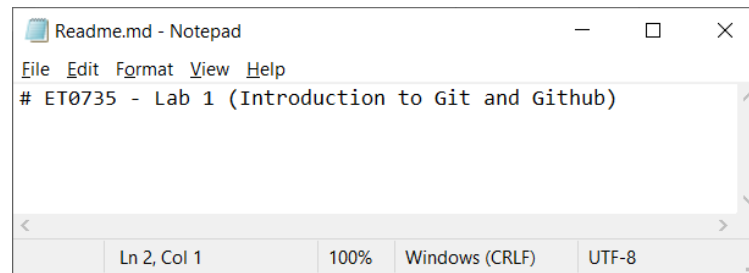 Readme.md - Notepad
File Edit Format View Help
# ET0735 - Lab 1 (Introduction to Git and Github)
Ln 2, Col 1 100% Windows (CRLF) UTF-8